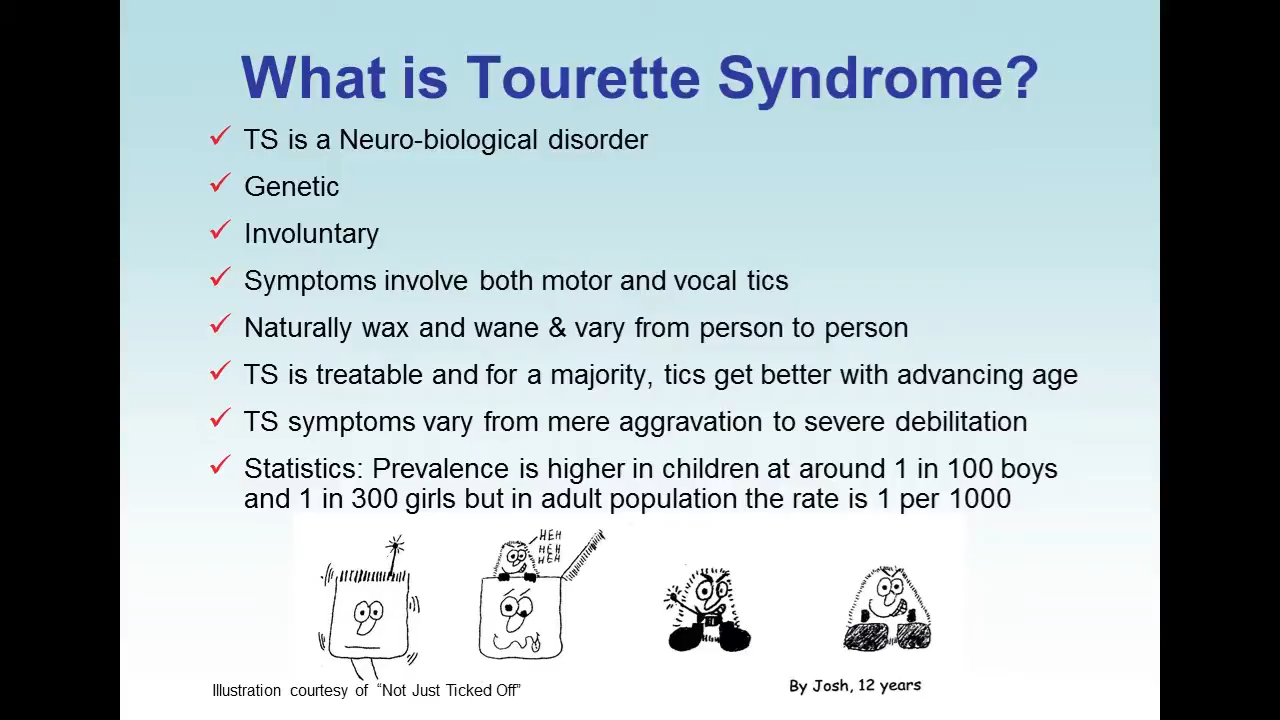 What is Tourette Syndrome?
✓ TS is a Neuro-biological disorder
✓ Genetic
✓ Involuntary
✓ Symptoms involve both motor and vocal tics
✓ Naturally wax and wane & vary from person to person
✓ TS is treatable and for a majority, tics get better with advancing age
✓ TS symptoms vary from mere aggravation to severe debilitation
✓ Statistics: Prevalence is higher in children at around 1 in 100 boys
and 1 in 300 girls but in adult population the rate is 1 per 1000
HEH
HEH
HEH
Illustration courtesy of “Not Just Ticked Off”
By Josh, 12 years